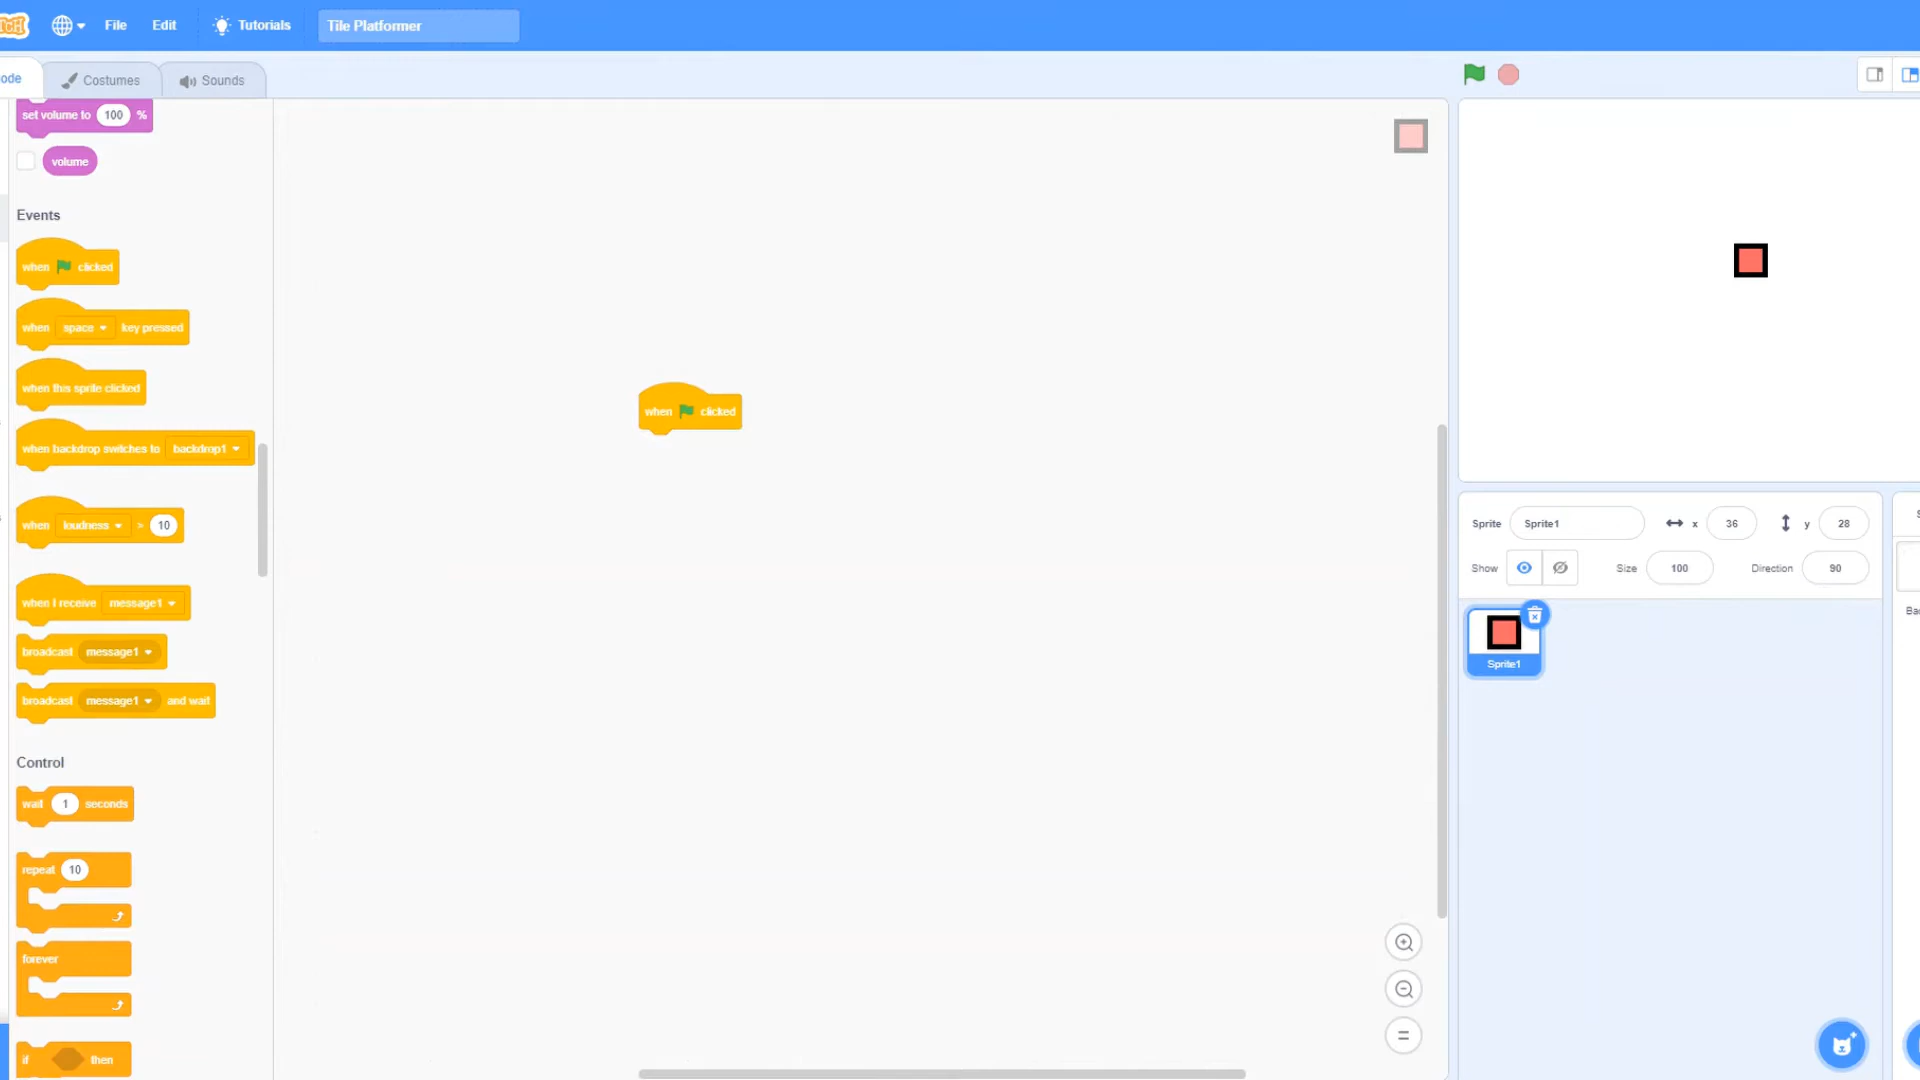 File
Edit
Tutorials
Tile Platformer
ode
Costumes
Sounds
set volume to 100 %
volume
Events
when clicked
when space key pressed
when this sprite clicked
when backdrop switches to backdrop1
when loudness > 10
when I receive message1
broadcast message1
broadcast message1 and wait
Control
wait 1 seconds
repeat 10
forever
if then
when clicked
Sprite Sprite1 x 36 y 28
Show Size 100 Direction 90
Sprite1
Bac